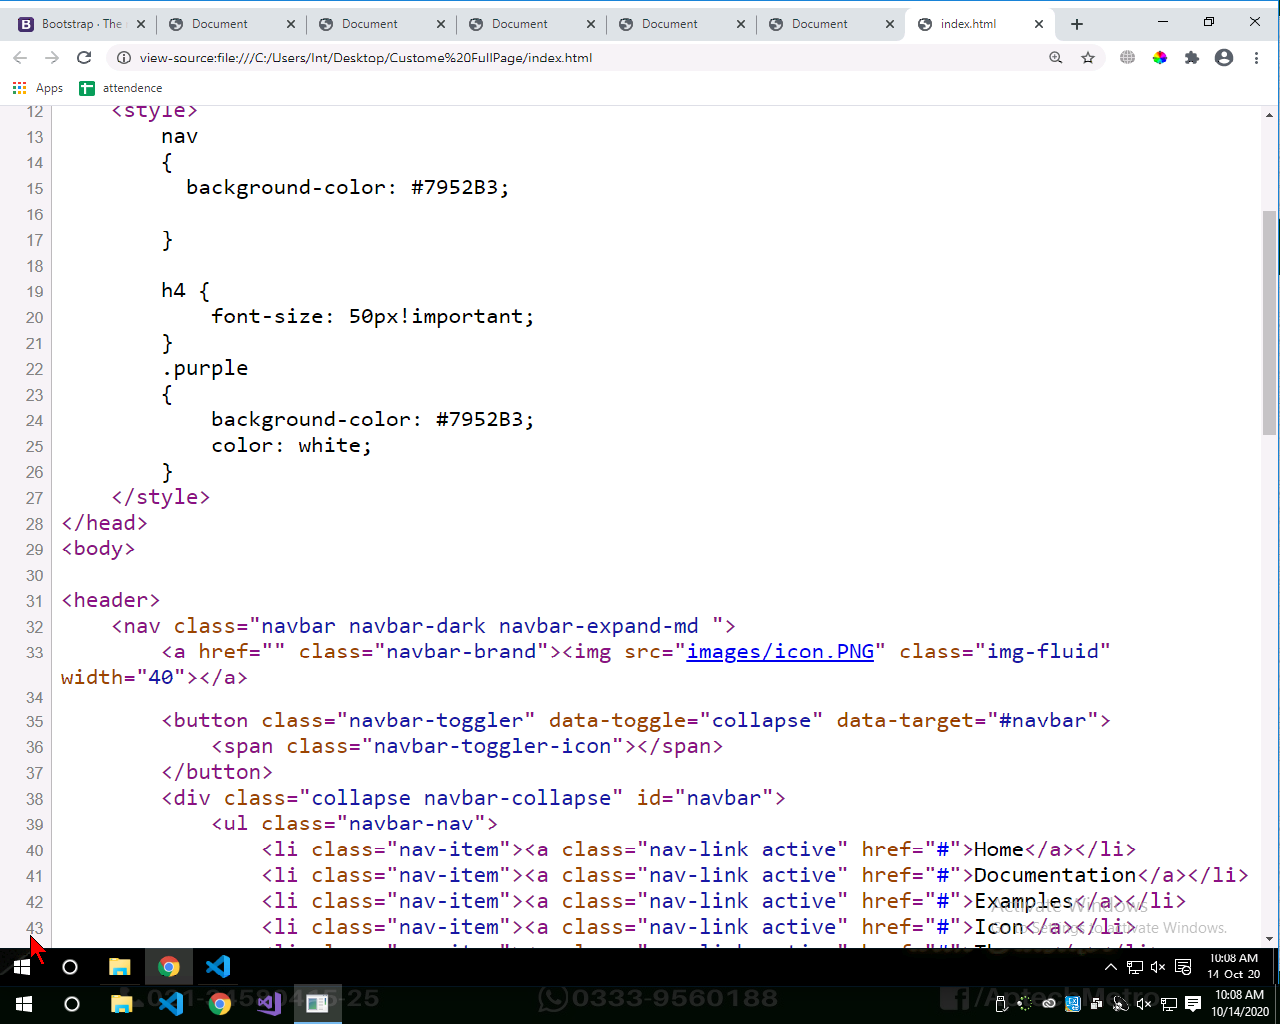 Bootstrap · The
Document
Document
Document
Document
Document
index.html
view-source:file:///C:/Users/Int/Desktop/Custome%20FullPage/index.html
Apps
attendence
12 <style>
13 nav
14 {
15 background-color: #7952B3;
16
17 }
18
19 h4 {
20 font-size: 50px!important;
21 }
22 .purple
23 {
24 background-color: #7952B3;
25 color: white;
26 }
27 </style>
28 </head>
29 <body>
30
31 <header>
32 <nav class="navbar navbar-dark navbar-expand-md ">
33 <a href="" class="navbar-brand"><img src="images/icon.PNG" class="img-fluid"
width="40"></a>
34
35 <button class="navbar-toggler" data-toggle="collapse" data-target="#navbar">
36 <span class="navbar-toggler-icon"></span>
37 </button>
38 <div class="collapse navbar-collapse" id="navbar">
39 <ul class="navbar-nav">
40 <li class="nav-item"><a class="nav-link active" href="#">Home</a></li>
41 <li class="nav-item"><a class="nav-link active" href="#">Documentation</a></li>
42 <li class="nav-item"><a class="nav-link active" href="#">Examples</a></li>
43 <li class="nav-item"><a class="nav-link active" href="#">Icon</a></li>
Activate Windows
Go to Settings to activate Windows.
10:08 AM
14 Oct 20
0333-9560188
/AptechMetro
10:08 AM
10/14/2020